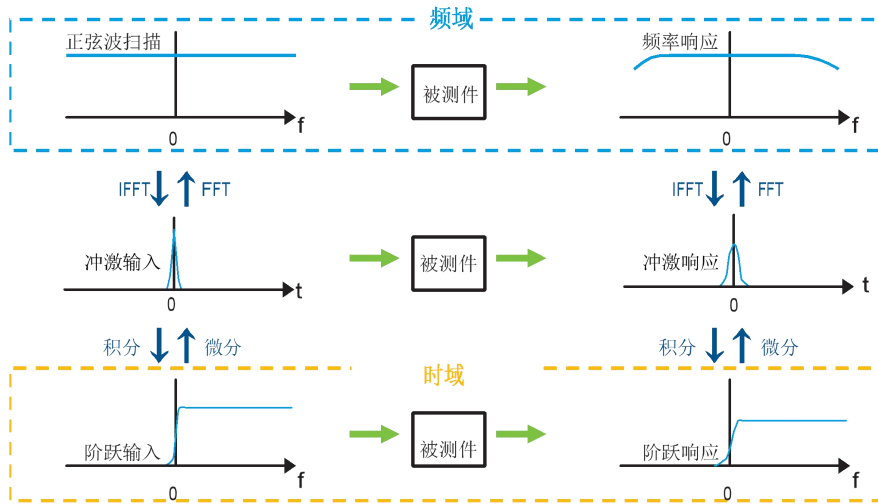 频域
正弦波扫描
频率响应
被测件
f
f
0
0
IFFT
FFT
IFFT
FFT
冲激输入
被测件
冲激响应
t
t
0
0
积分
微分
积分
微分
时域
阶跃输入
被测件
阶跃响应
f
f
0
0